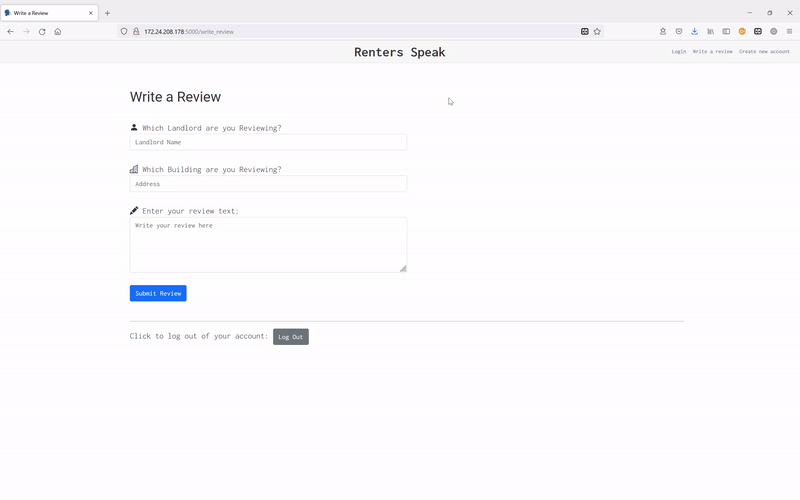 Write a Review
172.24.208.178:5000/write_review
Renters Speak
Login Write a review Create new account
Write a Review
Which Landlord are you Reviewing?
Landlord Name
Which Building are you Reviewing?
Address
Enter your review text:
Write your review here
Submit Review
Click to log out of your account: Log Out